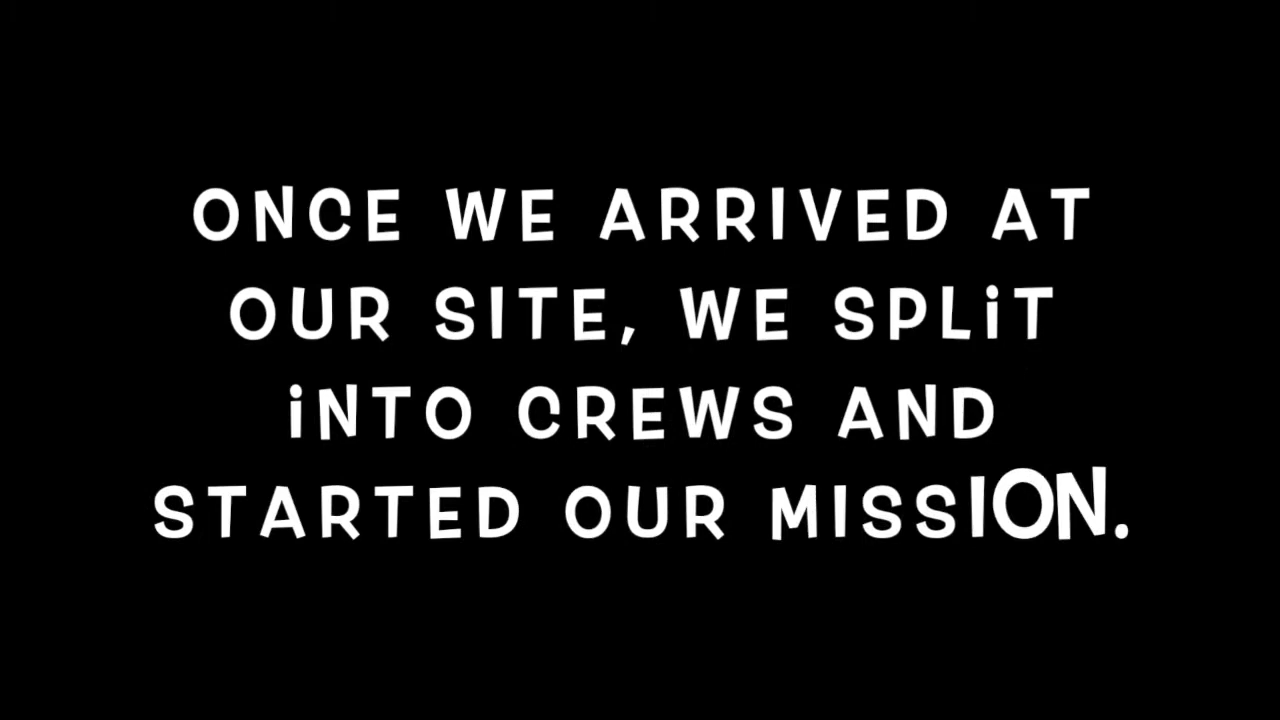 ONCE WE ARRIVED AT
OUR SITE, WE SPLiT
iNTO CREWS AND
STARTED OUR MISSION.